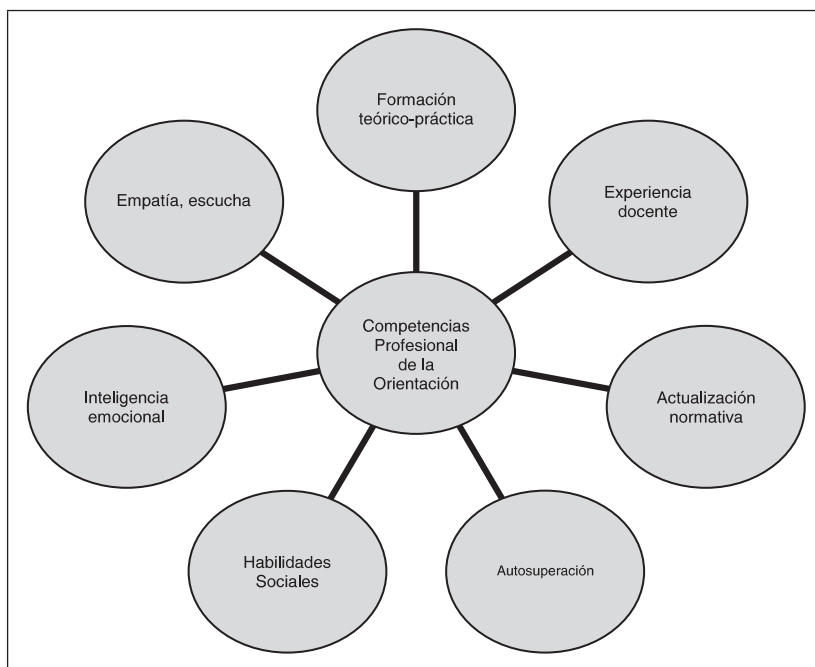 Formación
teórico-práctica
Empatía, escucha
Experiencia
docente
Competencias
Profesional
de la
Orientación
Inteligencia
emocional
Actualización
normativa
Habilidades
Sociales
Autosuperación